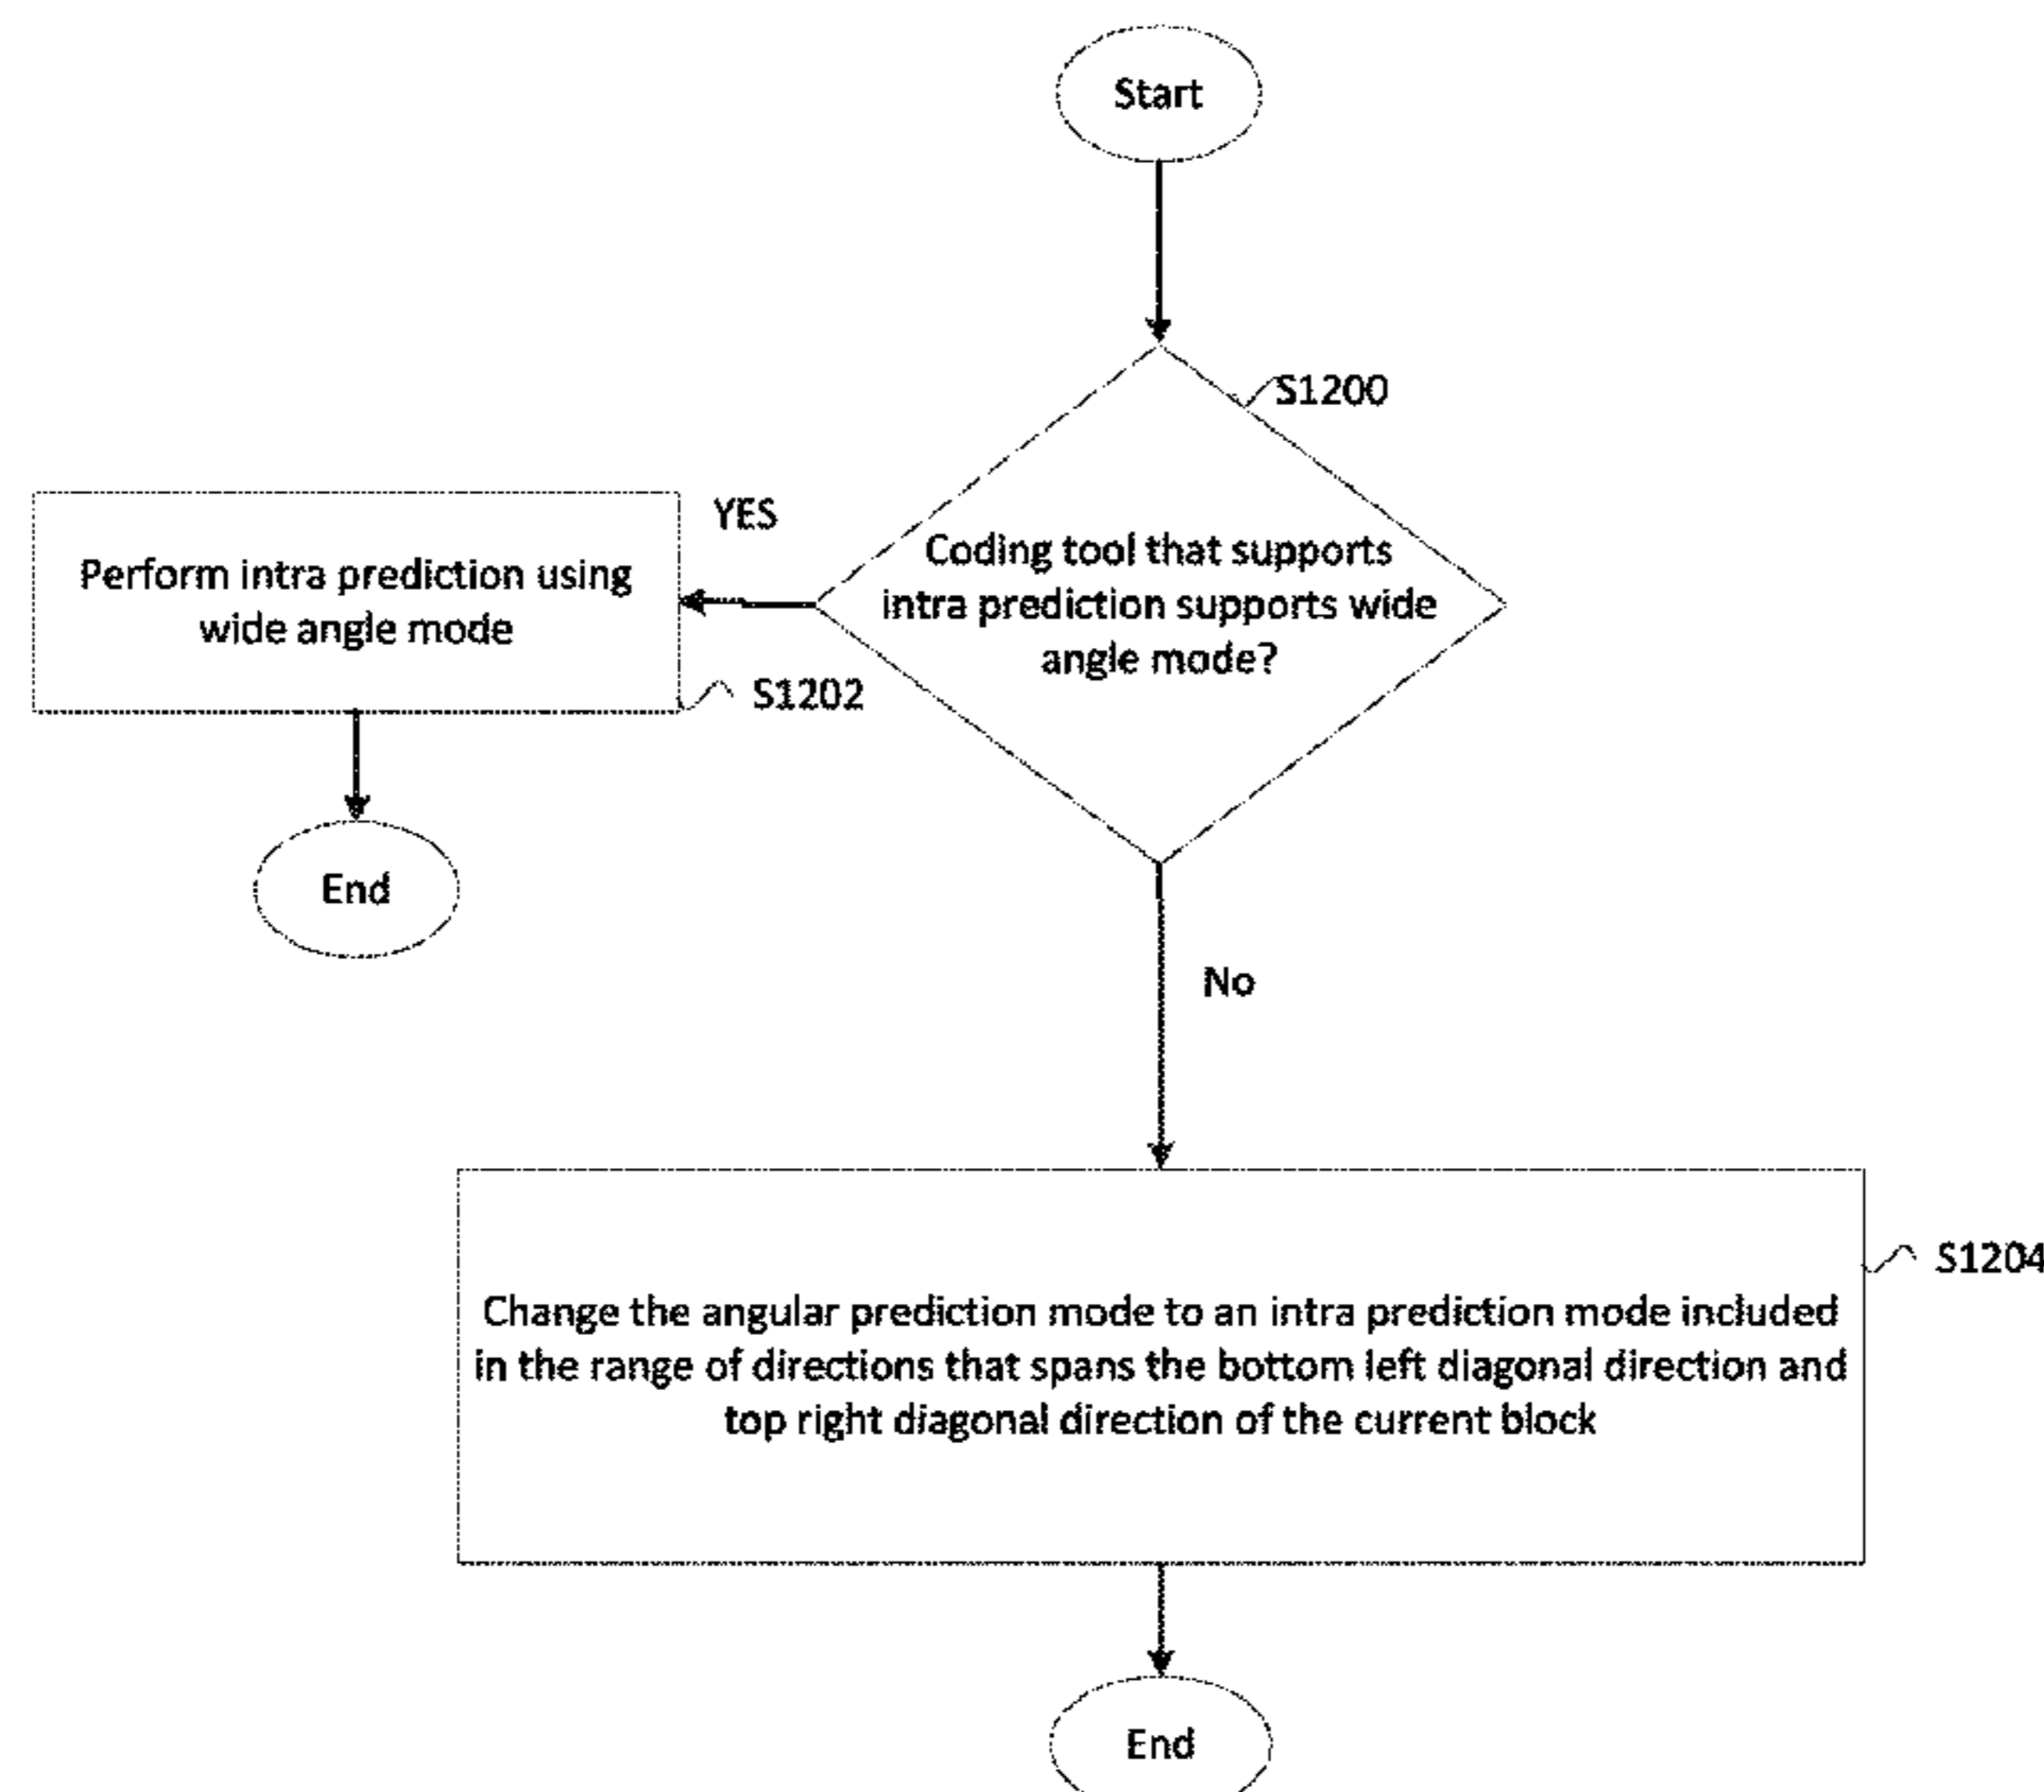 Start
S1200
Coding tool that supports
intra prediction supports wide
angle mode?
YES
Perform intra prediction using
wide angle mode
S1202
End
No
S1204
Change the angular prediction mode to an intra prediction mode included
in the range of directions that spans the bottom left diagonal direction and
top right diagonal direction of the current block
End